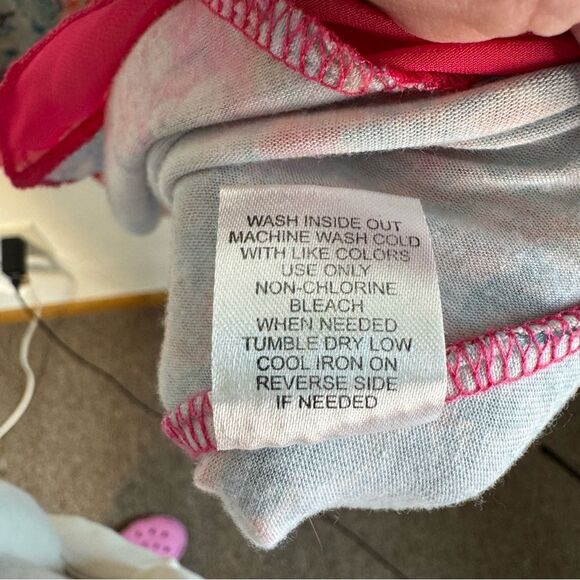 WASH INSIDE OUT
MACHINE WASH COLD
WITH LIKE COLORS
USE ONLY
NON-CHLORINE
BLEACH
WHEN NEEDED
TUMBLE DRY LOW
COOL IRON ON
REVERSE SIDE
IF NEEDED